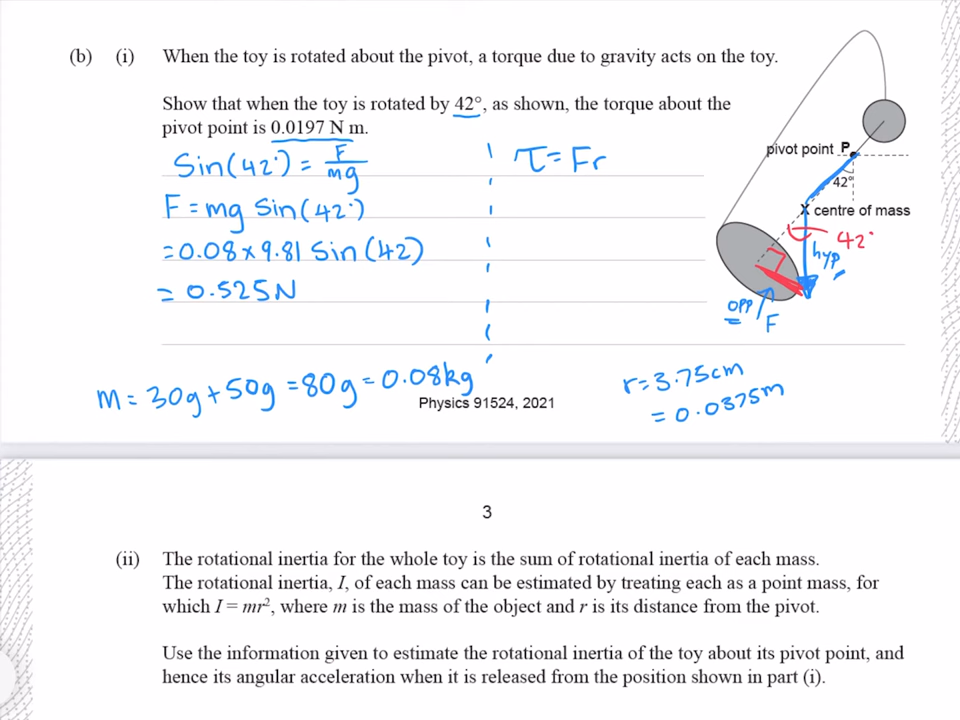 (b) (i) When the toy is rotated about the pivot, a torque due to gravity acts on the toy.
Show that when the toy is rotated by 42°, as shown, the torque about the
pivot point is 0.0197 N m.
Sin(42°) = F/mg
F = mg Sin(42°)
= 0.08 × 9.81 Sin(42)
= 0.525N
τ = Fr
pivot point P
42°
X centre of mass
42°
hyp
opp
F
m = 30g + 50g = 80g = 0.08kg
r = 3.75cm
= 0.0375m
Physics 91524, 2021
3
(ii) The rotational inertia for the whole toy is the sum of rotational inertia of each mass.
The rotational inertia, I, of each mass can be estimated by treating each as a point mass, for
which I = mr², where m is the mass of the object and r is its distance from the pivot.
Use the information given to estimate the rotational inertia of the toy about its pivot point, and
hence its angular acceleration when it is released from the position shown in part (i).